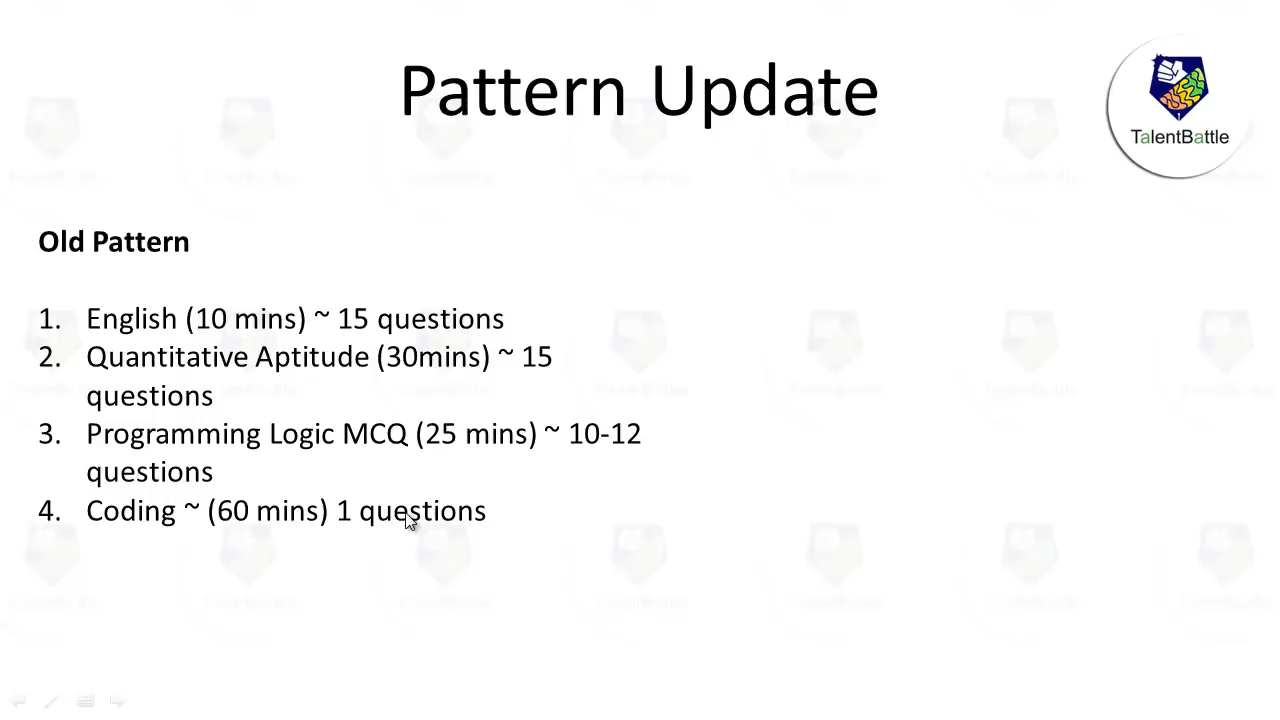 Pattern Update
TalentBattle
Old Pattern
1. English (10 mins) ~ 15 questions
2. Quantitative Aptitude (30mins) ~ 15
questions
3. Programming Logic MCQ (25 mins) ~ 10-12
questions
4. Coding ~ (60 mins) 1 questions